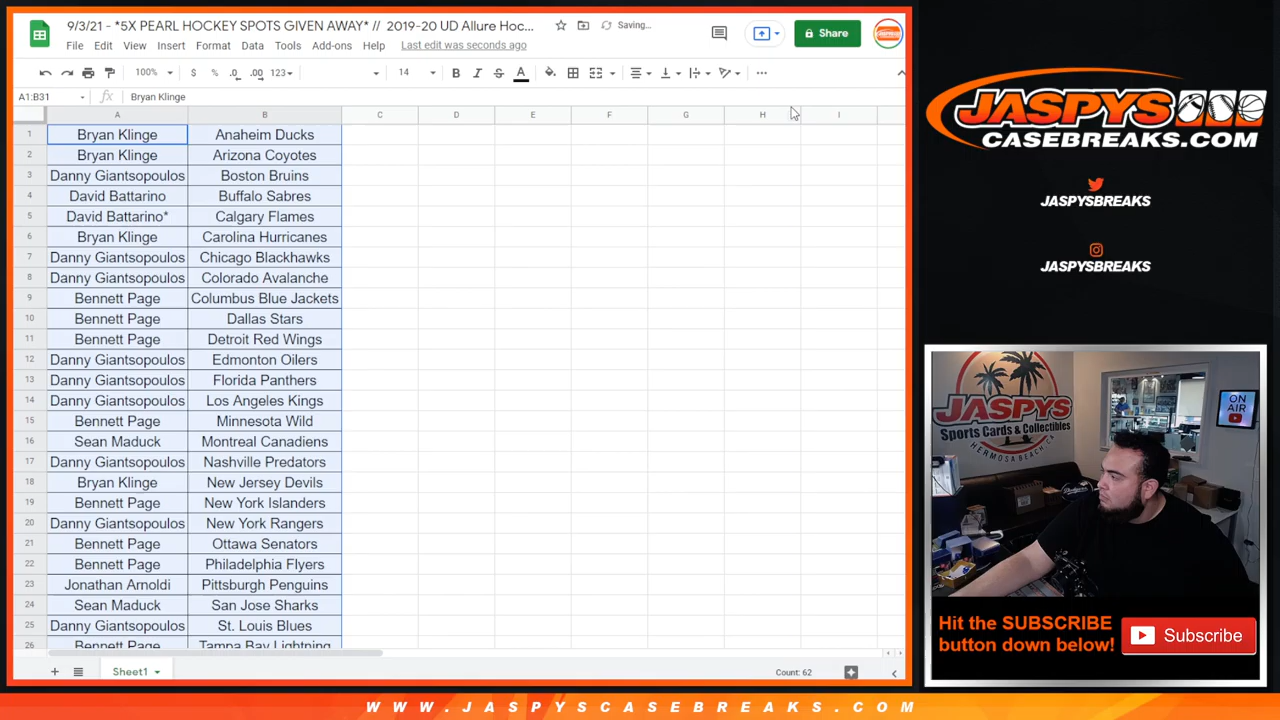 9/3/21 - *5X PEARL HOCKEY SPOTS GIVEN AWAY* // 2019-20 UD Allure Hoc...
Saving...
Share
File Edit View Insert Format Data Tools Add-ons Help Last edit was seconds ago
100% $ % .0 .00 123 14 B I S A
A1:B31 fx Bryan Klinge
A B C D E F G H I
1 Bryan Klinge Anaheim Ducks
2 Bryan Klinge Arizona Coyotes
3 Danny Giantsopoulos Boston Bruins
4 David Battarino Buffalo Sabres
5 David Battarino* Calgary Flames
6 Bryan Klinge Carolina Hurricanes
7 Danny Giantsopoulos Chicago Blackhawks
8 Danny Giantsopoulos Colorado Avalanche
9 Bennett Page Columbus Blue Jackets
10 Bennett Page Dallas Stars
11 Bennett Page Detroit Red Wings
12 Danny Giantsopoulos Edmonton Oilers
13 Danny Giantsopoulos Florida Panthers
14 Danny Giantsopoulos Los Angeles Kings
15 Bennett Page Minnesota Wild
16 Sean Maduck Montreal Canadiens
17 Danny Giantsopoulos Nashville Predators
18 Bryan Klinge New Jersey Devils
19 Bennett Page New York Islanders
20 Danny Giantsopoulos New York Rangers
21 Bennett Page Ottawa Senators
22 Bennett Page Philadelphia Flyers
23 Jonathan Arnoldi Pittsburgh Penguins
24 Sean Maduck San Jose Sharks
25 Danny Giantsopoulos St. Louis Blues
26 Bennett Page Tampa Bay Lightning
Sheet1
Count: 62
JASPYS
CASEBREAKS.COM
JASPYSBREAKS
JASPYSBREAKS
JASPYS
Sports Cards & Collectibles
HERMOSA BEACH, CA
ON AIR
Hit the SUBSCRIBE
button down below!
Subscribe
WWW.JASPYSCASEBREAKS.COM